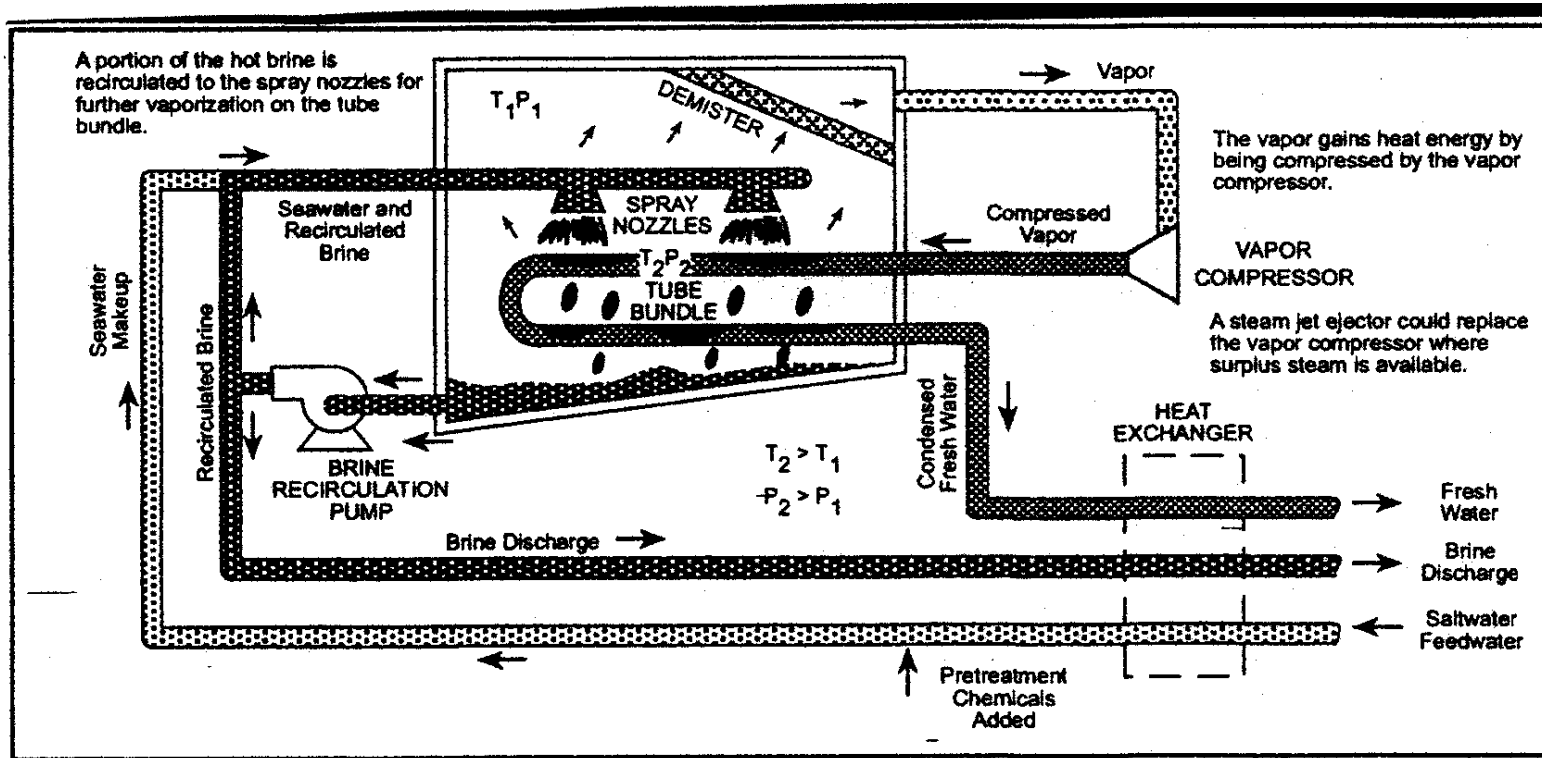 A portion of the hot brine is
recirculated to the spray nozzles for
further vaporization on the tube
bundle.
T₁P₁
DEMISTER
Vapor
The vapor gains heat energy by
being compressed by the vapor
compressor.
Seawater and
Recirculated
Brine
SPRAY
NOZZLES
Compressed
Vapor
VAPOR
COMPRESSOR
T₂P₂
TUBE
BUNDLE
A steam jet ejector could replace
the vapor compressor where
surplus steam is available.
Seawater
Makeup
Recirculated Brine
BRINE
RECIRCULATION
PUMP
T₂ > T₁
P₂ > P₁
Condensed
Fresh Water
HEAT
EXCHANGER
Fresh
Water
Brine Discharge
Brine
Discharge
Saltwater
Feedwater
Pretreatment
Chemicals
Added